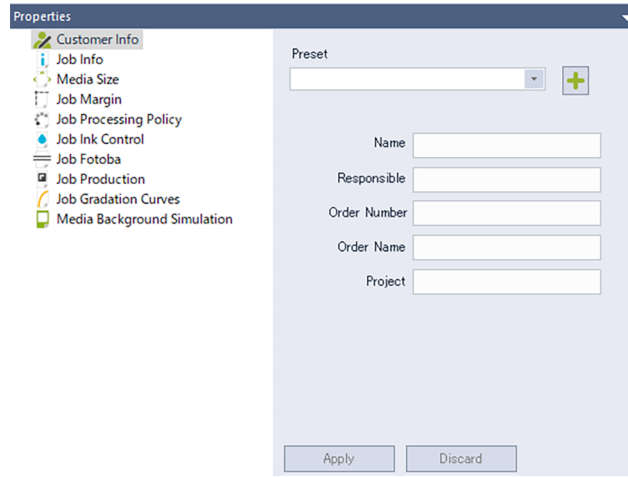 Properties
Customer Info
Job Info
Media Size
Job Margin
Job Processing Policy
Job Ink Control
Job Fotoba
Job Production
Job Gradation Curves
Media Background Simulation
Preset
Name
Responsible
Order Number
Order Name
Project
Apply
Discard